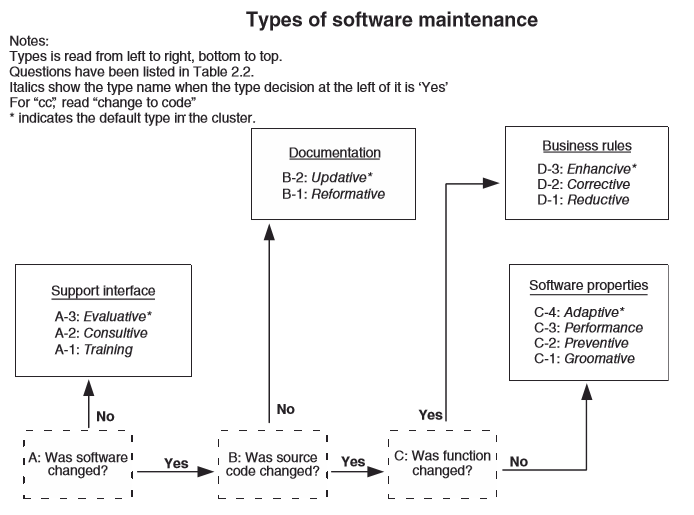 Types of software maintenance
Notes:
Types is read from left to right, bottom to top.
Questions have been listed in Table 2.2.
Italics show the type name when the type decision at the left of it is ‘Yes’
For “cc”, read “change to code”
* indicates the default type in the cluster.
Documentation
B-2: Updative*
B-1: Reformative
Business rules
D-3: Enhancive*
D-2: Corrective
D-1: Reductive
Support interface
A-3: Evaluative*
A-2: Consultive
A-1: Training
Software properties
C-4: Adaptive*
C-3: Performance
C-2: Preventive
C-1: Groomative
No
No
Yes
A: Was software
changed?
Yes
B: Was source
code changed?
Yes
C: Was function
changed?
No